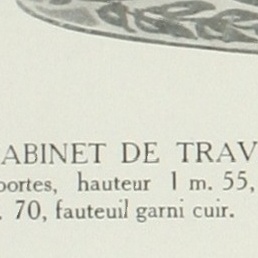 ABINET DE TRAV
portes, hauteur 1 m. 55,
. 70, fauteuil garni cuir.